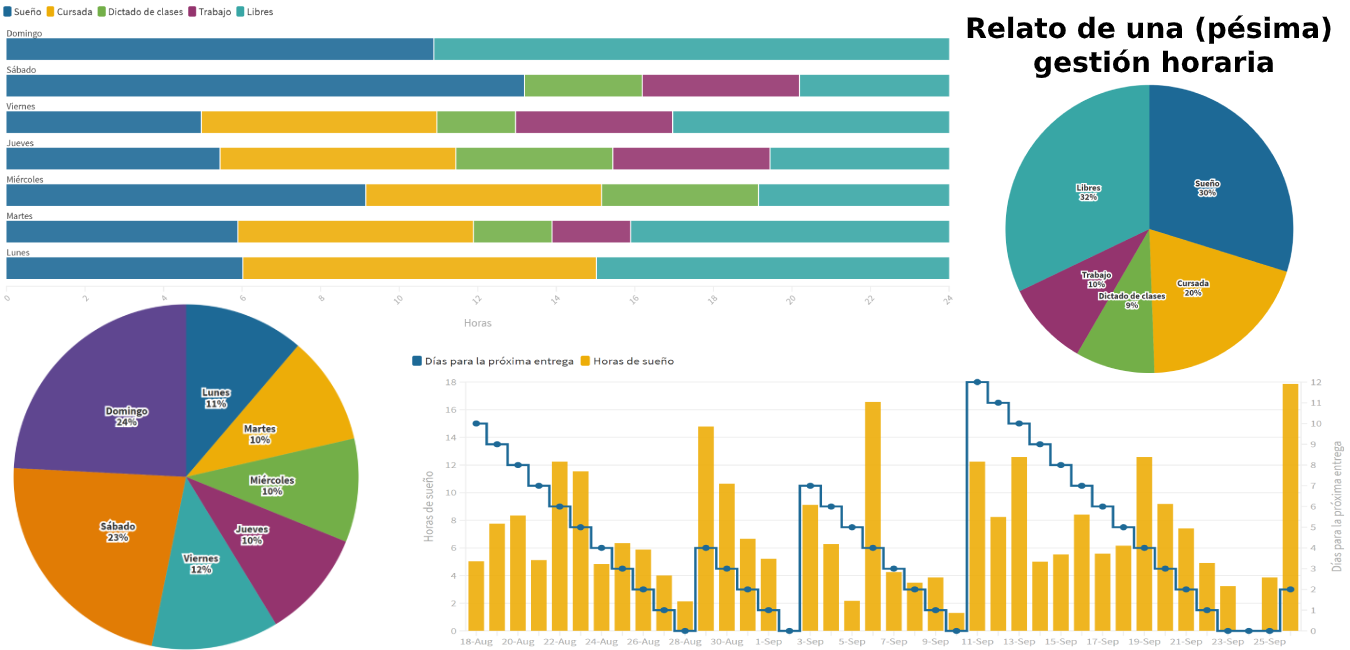 Sueño Cursada Dictado de clases Trabajo Libres
Relato de una (pésima)
gestión horaria
Domingo
Sábado
Viernes
Jueves
Miércoles
Martes
Lunes
0 2 4 6 8 10 12 14 16 18 20 22 24
Horas
Libres
32%
Sueño
30%
Trabajo
10%
Dictado de clases
9%
Cursada
20%
Lunes
11%
Martes
10%
Miércoles
10%
Jueves
10%
Viernes
12%
Sábado
23%
Domingo
24%
Días para la próxima entrega Horas de sueño
Horas de sueño
18
16
14
12
10
8
6
4
2
0
18-Aug 20-Aug 22-Aug 24-Aug 26-Aug 28-Aug 30-Aug 1-Sep 3-Sep 5-Sep 7-Sep 9-Sep 11-Sep 13-Sep 15-Sep 17-Sep 19-Sep 21-Sep 23-Sep 25-Sep
12
11
10
9
8
7
6
5
4
3
2
1
0
Días para la próxima entrega